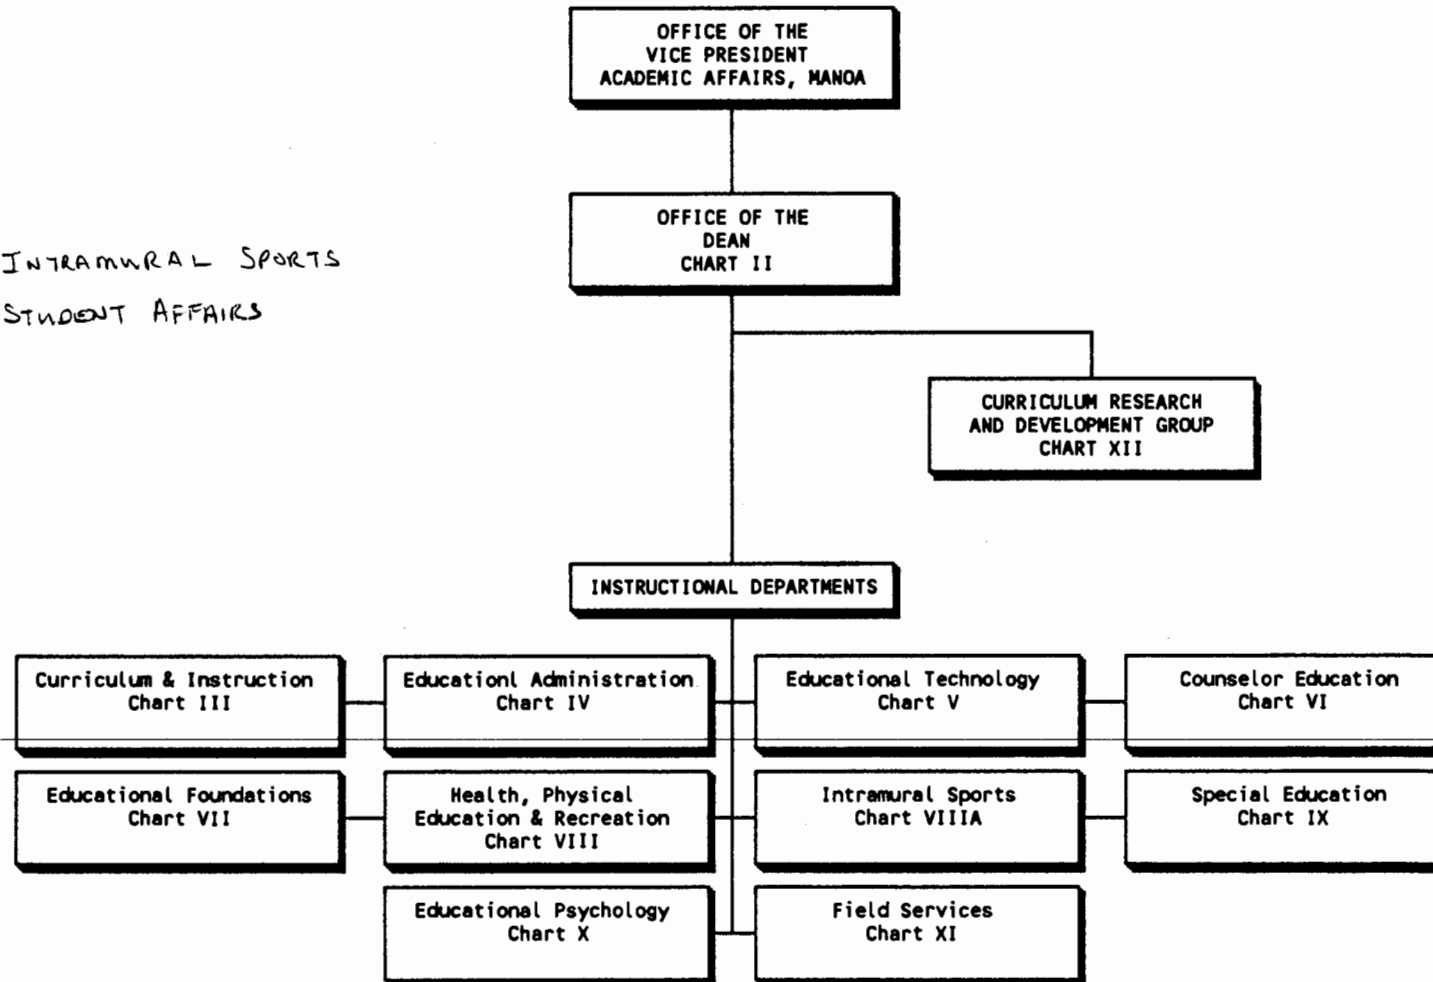 OFFICE OF THE
VICE PRESIDENT
ACADEMIC AFFAIRS, MANOA
OFFICE OF THE
DEAN
CHART II
INTRAMURAL SPORTS
STUDENT AFFAIRS
CURRICULUM RESEARCH
AND DEVELOPMENT GROUP
CHART XII
INSTRUCTIONAL DEPARTMENTS
Curriculum & Instruction
Chart III
Educationl Administration
Chart IV
Educational Technology
Chart V
Counselor Education
Chart VI
Educational Foundations
Chart VII
Health, Physical
Education & Recreation
Chart VIII
Intramural Sports
Chart VIIIA
Special Education
Chart IX
Educational Psychology
Chart X
Field Services
Chart XI